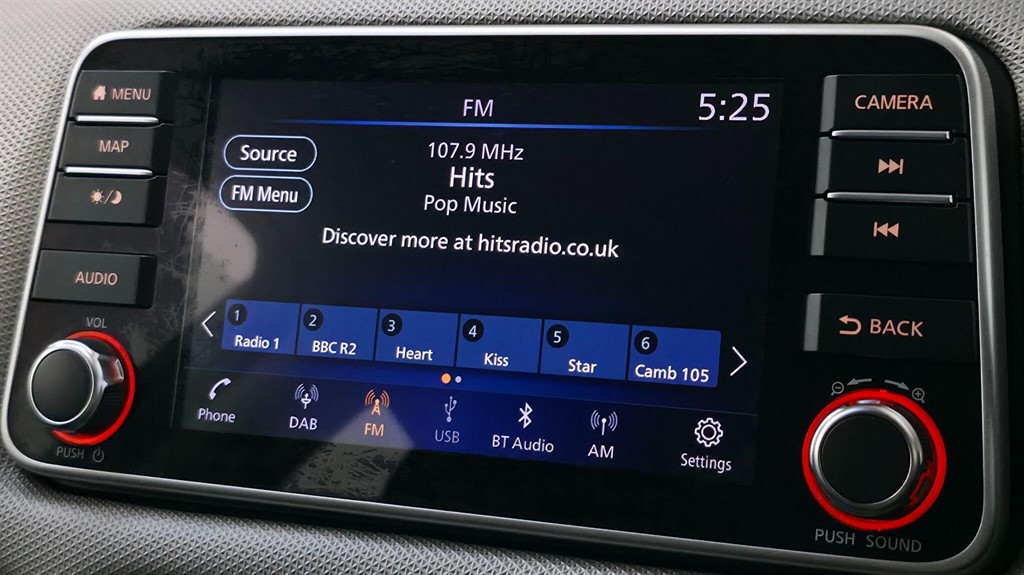 MENU
MAP
AUDIO
VOL
PUSH
FM
5:25
Source
FM Menu
107.9 MHz
Hits
Pop Music
Discover more at hitsradio.co.uk
1 Radio 1
2 BBC R2
3 Heart
4 Kiss
5 Star
6 Camb 105
Phone
DAB
FM
USB
BT Audio
AM
Settings
CAMERA
BACK
PUSH SOUND